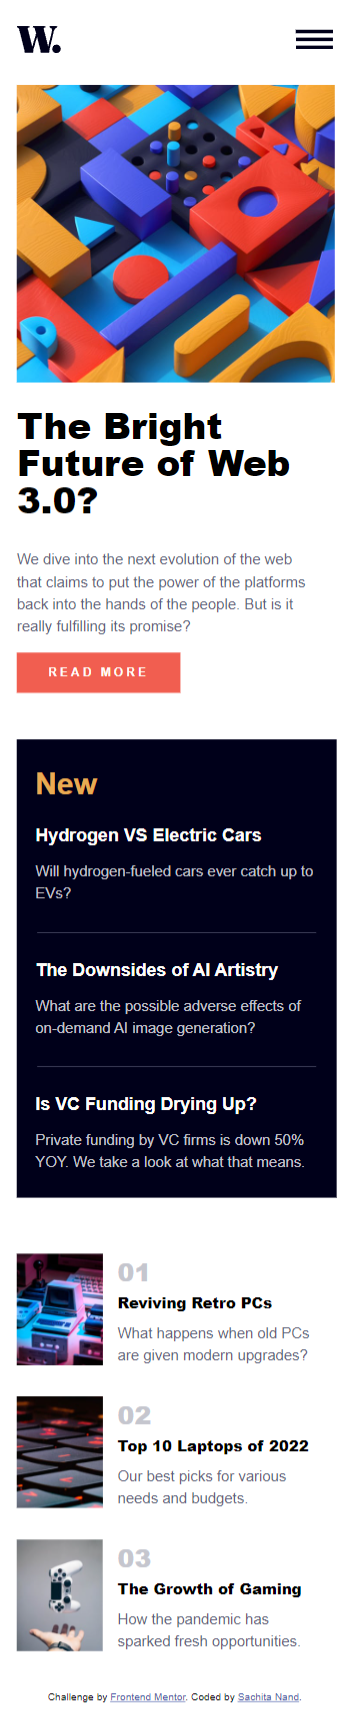 W.
The Bright
Future of Web
3.0?
We dive into the next evolution of the web
that claims to put the power of the platforms
back into the hands of the people. But is it
really fulfilling its promise?
READ MORE
New
Hydrogen VS Electric Cars
Will hydrogen-fueled cars ever catch up to
EVs?
The Downsides of AI Artistry
What are the possible adverse effects of
on-demand AI image generation?
Is VC Funding Drying Up?
Private funding by VC firms is down 50%
YOY. We take a look at what that means.
01
Reviving Retro PCs
What happens when old PCs
are given modern upgrades?
02
Top 10 Laptops of 2022
Our best picks for various
needs and budgets.
03
The Growth of Gaming
How the pandemic has
sparked fresh opportunities.
Challenge by Frontend Mentor. Coded by Sachita Nand.